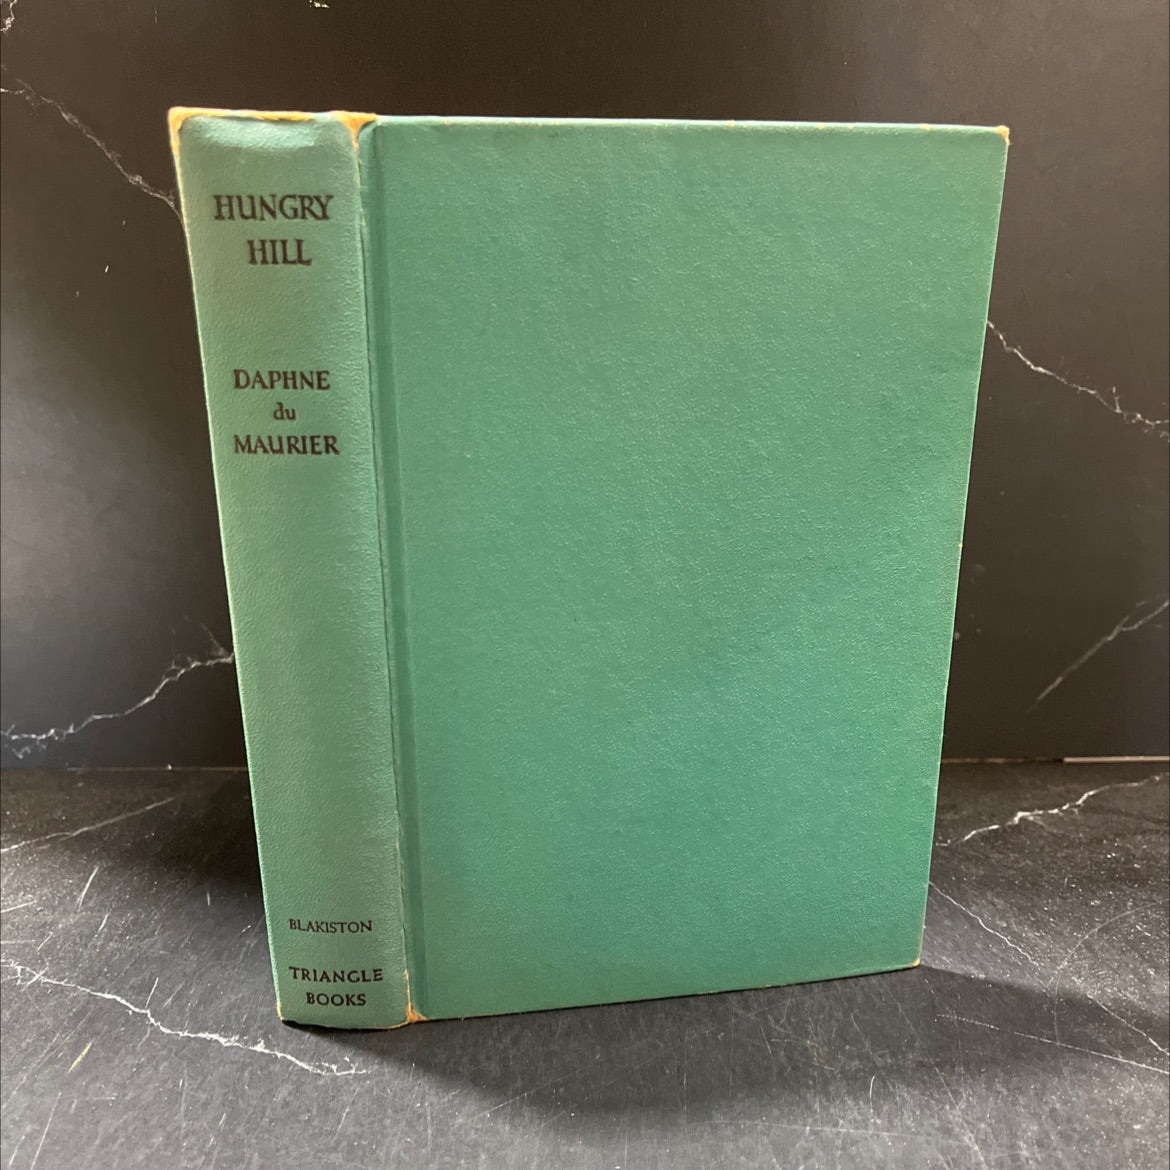 HUNGRY
HILL
DAPHNE
du
MAURIER
BLAKISTON
TRIANGLE
BOOKS